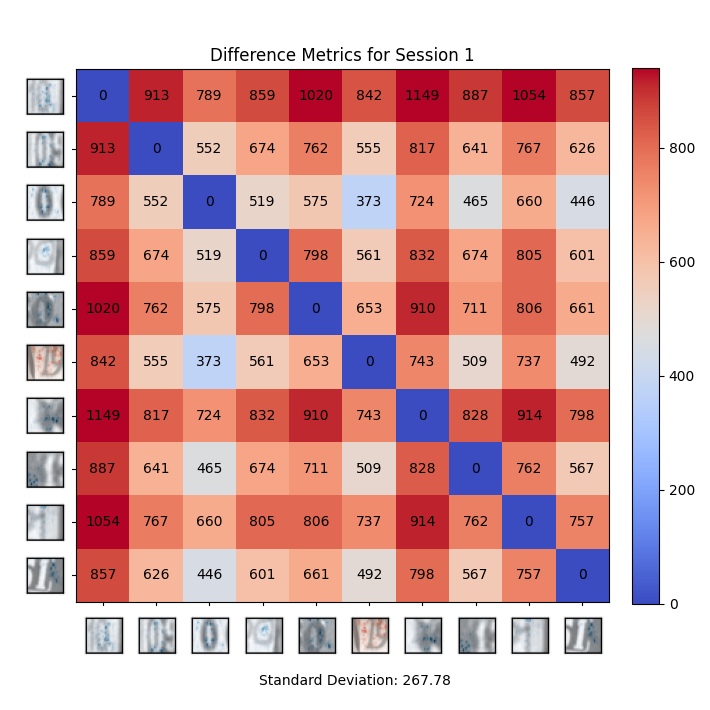 Difference Metrics for Session 1
0 913 789 859 1020 842 1149 887 1054 857
913 0 552 674 762 555 817 641 767 626
789 552 0 519 575 373 724 465 660 446
859 674 519 0 798 561 832 674 805 601
1020 762 575 798 0 653 910 711 806 661
842 555 373 561 653 0 743 509 737 492
1149 817 724 832 910 743 0 828 914 798
887 641 465 674 711 509 828 0 762 567
1054 767 660 805 806 737 914 762 0 757
857 626 446 601 661 492 798 567 757 0
800
600
400
200
0
Standard Deviation: 267.78